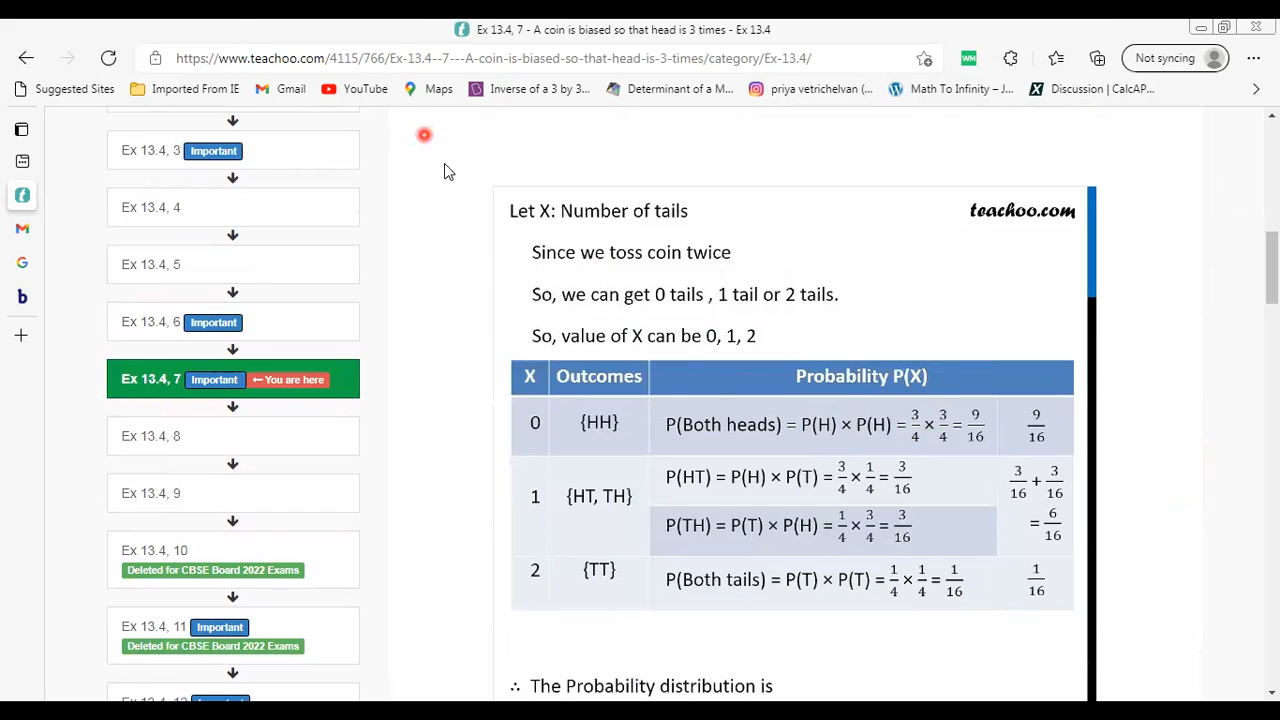 Ex 13.4, 7 - A coin is biased so that head is 3 times - Ex 13.4
https://www.teachoo.com/4115/766/Ex-13.4--7---A-coin-is-biased-so-that-head-is-3-times/category/Ex-13.4/
WM
Not syncing
Suggested Sites
Imported From IE
Gmail
YouTube
Maps
Inverse of a 3 by 3...
Determinant of a M...
priya vetrichelvan (...
Math To Infinity – J...
Discussion | CalcAP...
Ex 13.4, 3 Important
Ex 13.4, 4
Ex 13.4, 5
Ex 13.4, 6 Important
Ex 13.4, 7 Important ← You are here
Ex 13.4, 8
Ex 13.4, 9
Ex 13.4, 10
Deleted for CBSE Board 2022 Exams
Ex 13.4, 11 Important
Deleted for CBSE Board 2022 Exams
Let X: Number of tails
teachoo.com
Since we toss coin twice
So, we can get 0 tails , 1 tail or 2 tails.
So, value of X can be 0, 1, 2
X Outcomes Probability P(X)
0 {HH} P(Both heads) = P(H) × P(H) = 3/4 × 3/4 = 9/16 9/16
1 {HT, TH} P(HT) = P(H) × P(T) = 3/4 × 1/4 = 3/16 3/16 + 3/16
P(TH) = P(T) × P(H) = 1/4 × 3/4 = 3/16 = 6/16
2 {TT} P(Both tails) = P(T) × P(T) = 1/4 × 1/4 = 1/16 1/16
∴ The Probability distribution is